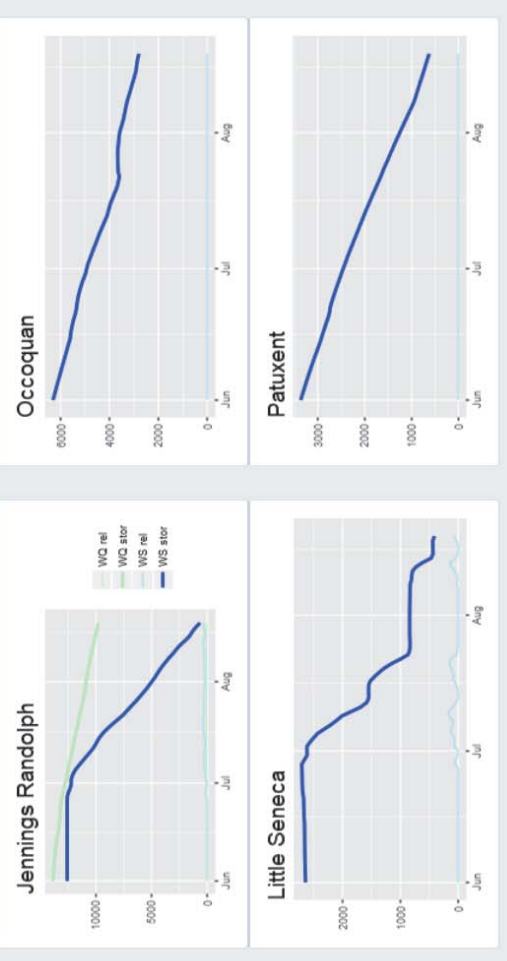 Jennings Randolph
10000
5000
0
Jun
Jul
Aug
WQ rel
WQ stor
WS rel
WS stor
Occoquan
6000
4000
2000
0
Jun
Jul
Aug
Little Seneca
2000
1000
0
Jun
Jul
Aug
Patuxent
3000
2000
1000
0
Jun
Jul
Aug